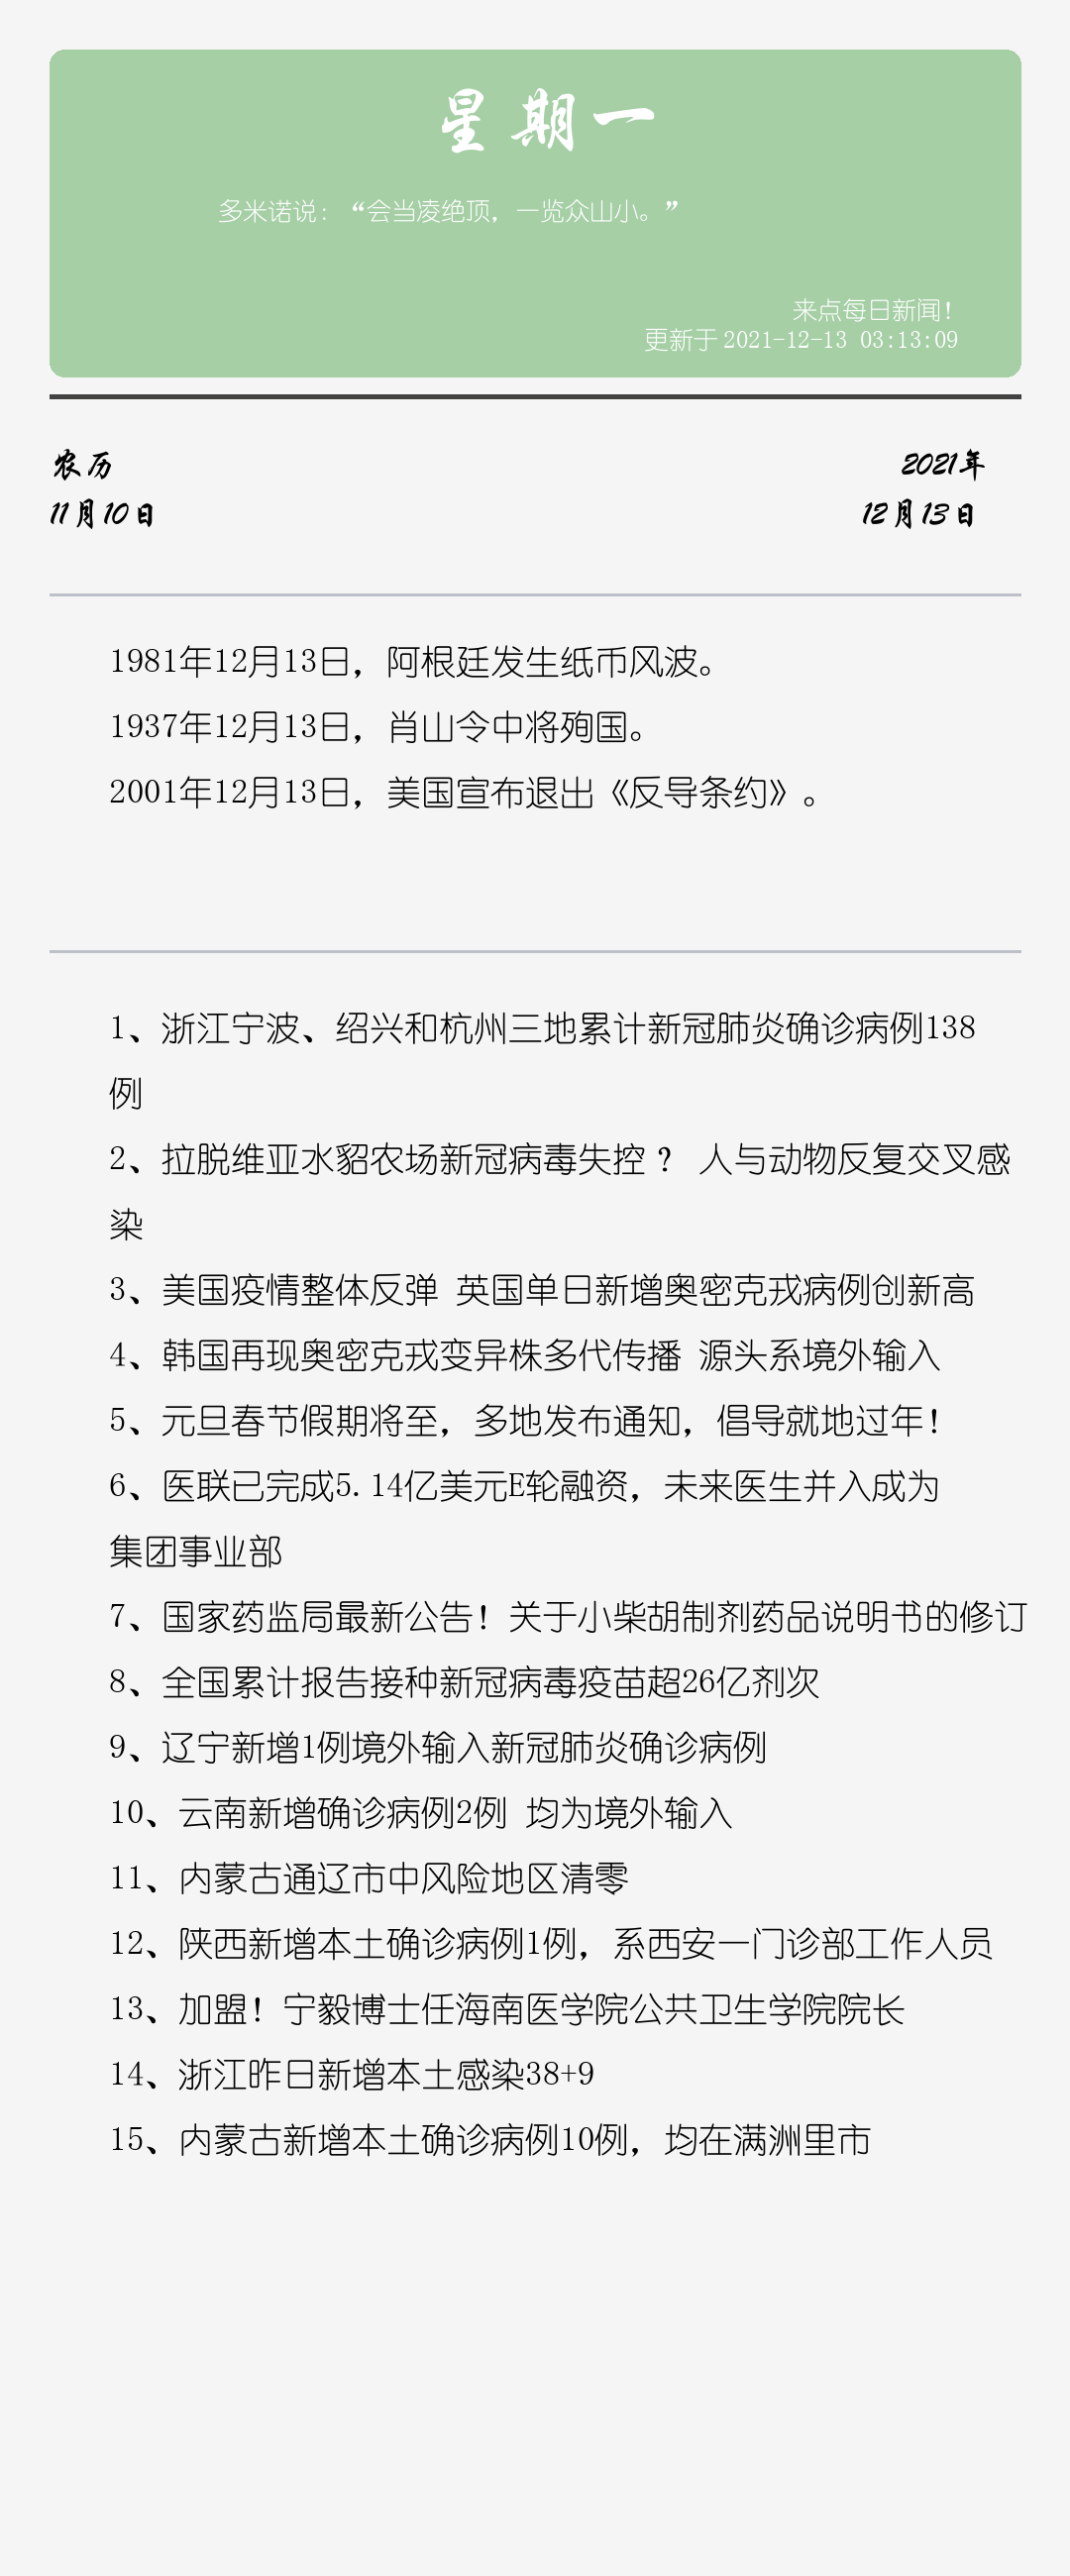 星期一
多米诺说：“会当凌绝顶，一览众山小。”
来点每日新闻！
更新于 2021-12-13 03:13:09
农历
2021年
11月10日
12月13日
1981年12月13日，阿根廷发生纸币风波。
1937年12月13日，肖山令中将殉国。
2001年12月13日，美国宣布退出《反导条约》。
1、浙江宁波、绍兴和杭州三地累计新冠肺炎确诊病例138
例
2、拉脱维亚水貂农场新冠病毒失控 ？ 人与动物反复交叉感
染
3、美国疫情整体反弹 英国单日新增奥密克戎病例创新高
4、韩国再现奥密克戎变异株多代传播 源头系境外输入
5、元旦春节假期将至，多地发布通知，倡导就地过年！
6、医联已完成5.14亿美元E轮融资，未来医生并入成为
集团事业部
7、国家药监局最新公告！关于小柴胡制剂药品说明书的修订
8、全国累计报告接种新冠病毒疫苗超26亿剂次
9、辽宁新增1例境外输入新冠肺炎确诊病例
10、云南新增确诊病例2例 均为境外输入
11、内蒙古通辽市中风险地区清零
12、陕西新增本土确诊病例1例，系西安一门诊部工作人员
13、加盟！宁毅博士任海南医学院公共卫生学院院长
14、浙江昨日新增本土感染38+9
15、内蒙古新增本土确诊病例10例，均在满洲里市